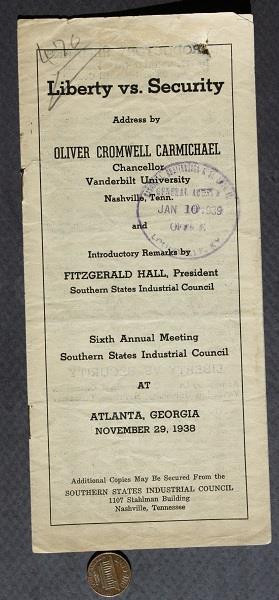 476
Liberty vs. Security
Address by
OLIVER CROMWELL CARMICHAEL
Chancellor
Vanderbilt University
Nashville, Tenn.
JAN 10 1939
and
Introductory Remarks by
FITZGERALD HALL, President
Southern States Industrial Council
Sixth Annual Meeting
Southern States Industrial Council
AT
ATLANTA, GEORGIA
NOVEMBER 29, 1938
Additional Copies May Be Secured From the
SOUTHERN STATES INDUSTRIAL COUNCIL
1107 Stahlman Building
Nashville, Tennessee